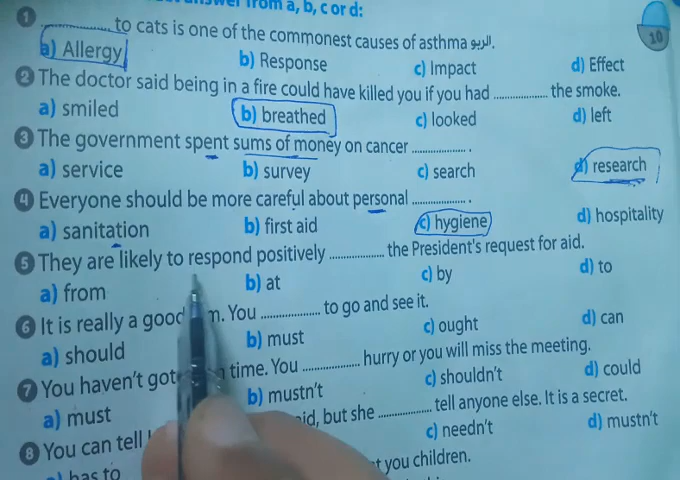 answer from a, b, c or d:
10
1 ........ to cats is one of the commonest causes of asthma الربو.
a) Allergy b) Response c) Impact d) Effect
2 The doctor said being in a fire could have killed you if you had ........ the smoke.
a) smiled b) breathed c) looked d) left
3 The government spent sums of money on cancer ........ .
a) service b) survey c) search d) research
4 Everyone should be more careful about personal ........ .
a) sanitation b) first aid c) hygiene d) hospitality
5 They are likely to respond positively ........ the President's request for aid.
a) from b) at c) by d) to
6 It is really a good m. You ........ to go and see it.
a) should b) must c) ought d) can
7 You haven't got time. You ........ hurry or you will miss the meeting.
a) must b) mustn't c) shouldn't d) could
8 You can tell but she ........ tell anyone else. It is a secret.
has to c) needn't d) mustn't
you children.